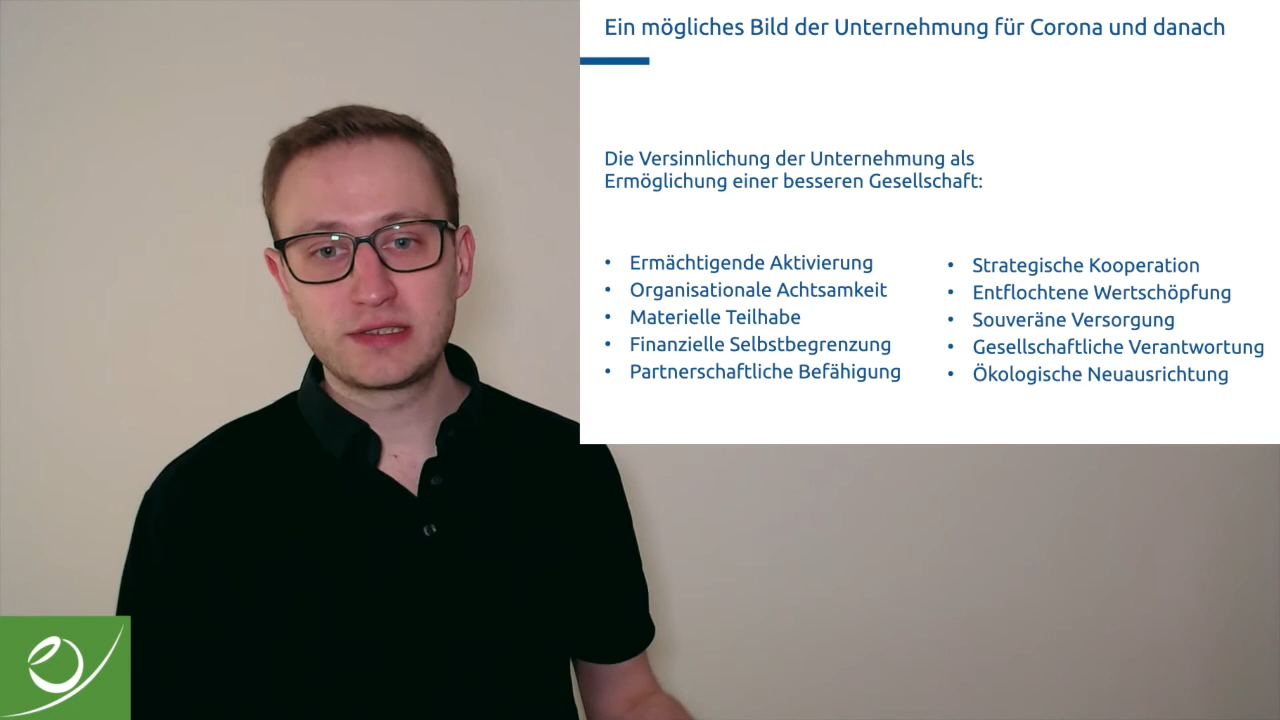 Ein mögliches Bild der Unternehmung für Corona und danach
Die Versinnlichung der Unternehmung als
Ermöglichung einer besseren Gesellschaft:
• Ermächtigende Aktivierung
• Organisationale Achtsamkeit
• Materielle Teilhabe
• Finanzielle Selbstbegrenzung
• Partnerschaftliche Befähigung
• Strategische Kooperation
• Entflochtene Wertschöpfung
• Souveräne Versorgung
• Gesellschaftliche Verantwortung
• Ökologische Neuausrichtung